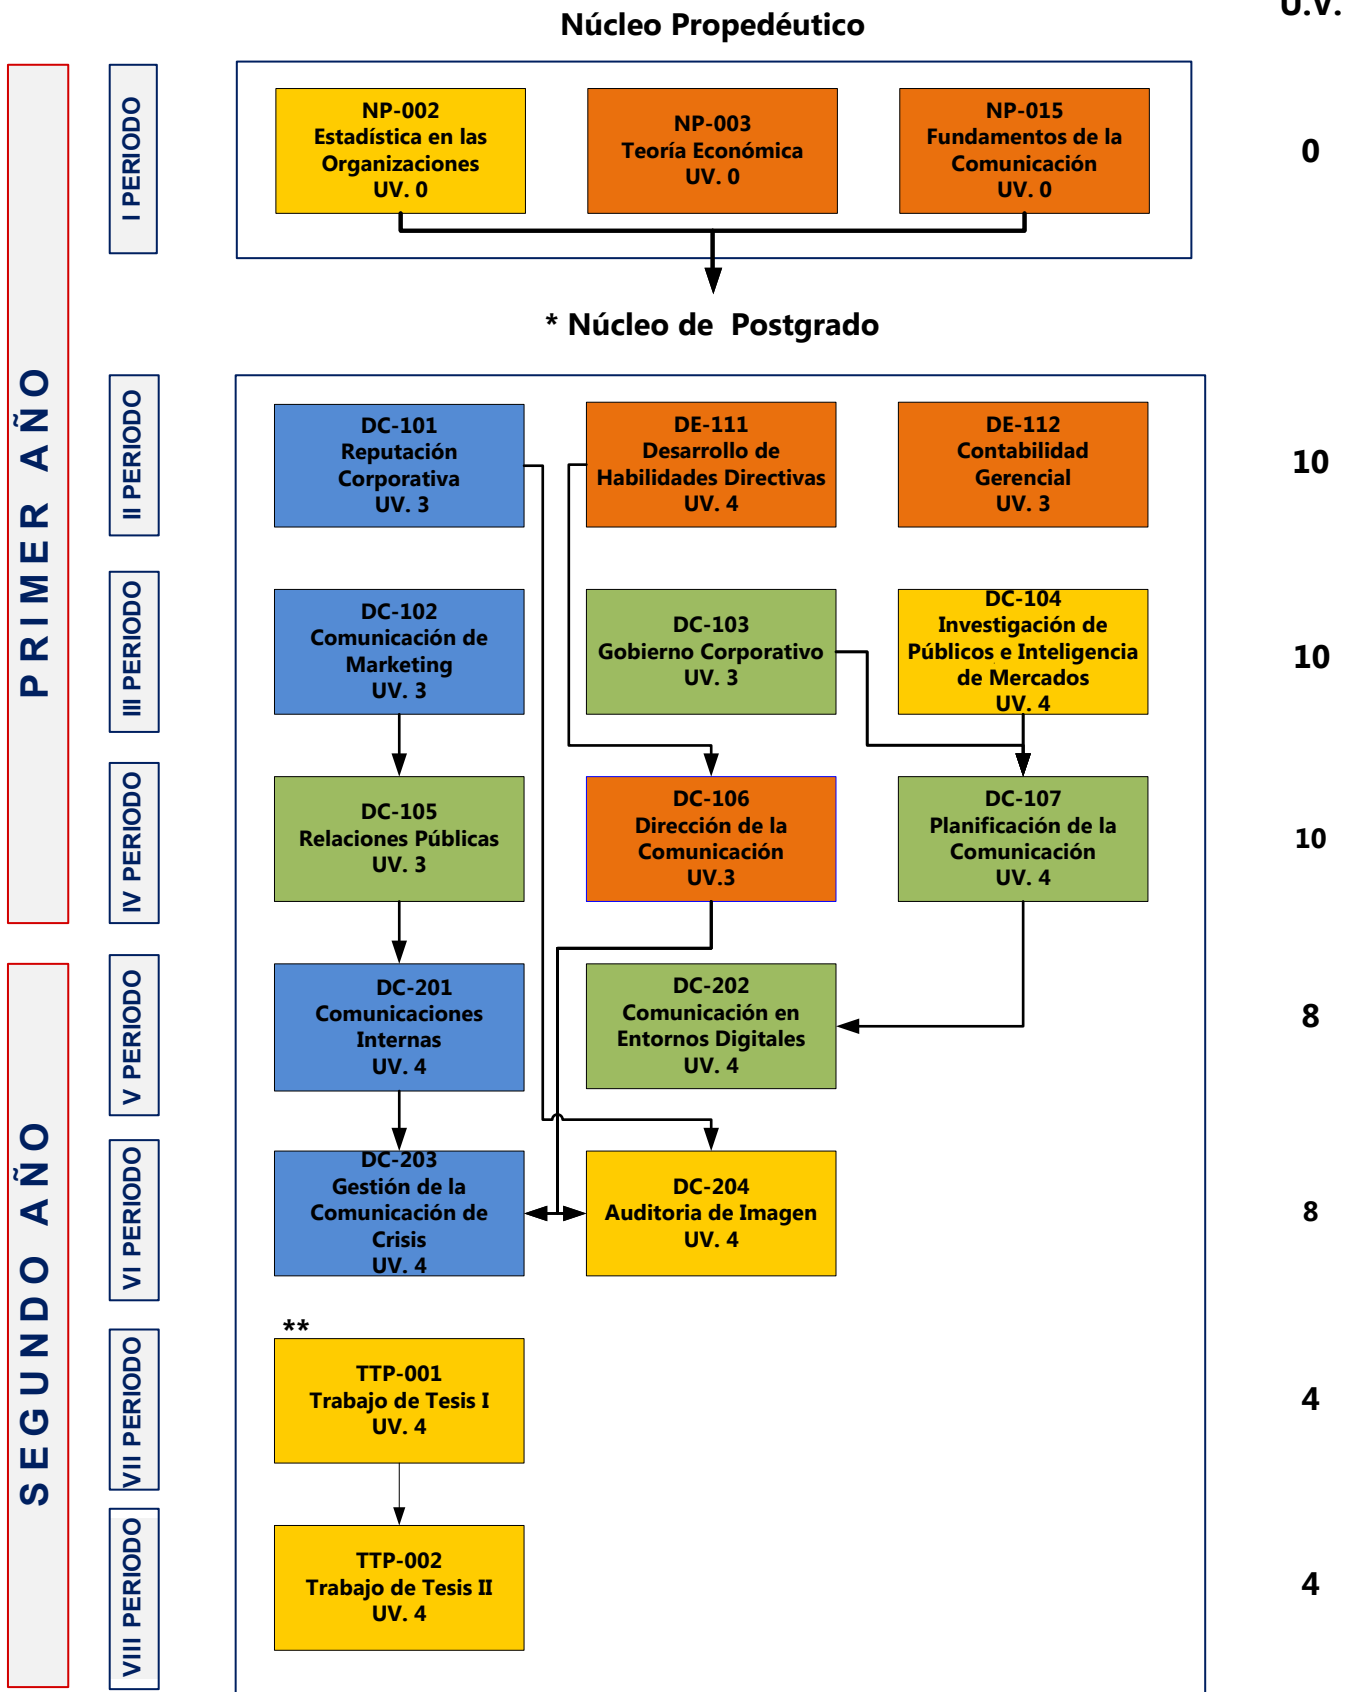 U.V.
Núcleo Propedéutico
PRIMER AÑO
I PERIODO
NP-002
Estadística en las
Organizaciones
UV. 0
NP-003
Teoría Económica
UV. 0
NP-015
Fundamentos de la
Comunicación
UV. 0
0
* Núcleo de Postgrado
II PERIODO
DC-101
Reputación
Corporativa
UV. 3
DE-111
Desarrollo de
Habilidades Directivas
UV. 4
DE-112
Contabilidad
Gerencial
UV. 3
10
III PERIODO
DC-102
Comunicación de
Marketing
UV. 3
DC-103
Gobierno Corporativo
UV. 3
DC-104
Investigación de
Públicos e Inteligencia
de Mercados
UV. 4
10
IV PERIODO
DC-105
Relaciones Públicas
UV. 3
DC-106
Dirección de la
Comunicación
UV.3
DC-107
Planificación de la
Comunicación
UV. 4
10
SEGUNDO AÑO
V PERIODO
DC-201
Comunicaciones
Internas
UV. 4
DC-202
Comunicación en
Entornos Digitales
UV. 4
8
VI PERIODO
DC-203
Gestión de la
Comunicación de
Crisis
UV. 4
DC-204
Auditoria de Imagen
UV. 4
8
**
VII PERIODO
TTP-001
Trabajo de Tesis I
UV. 4
4
VIII PERIODO
TTP-002
Trabajo de Tesis II
UV. 4
4